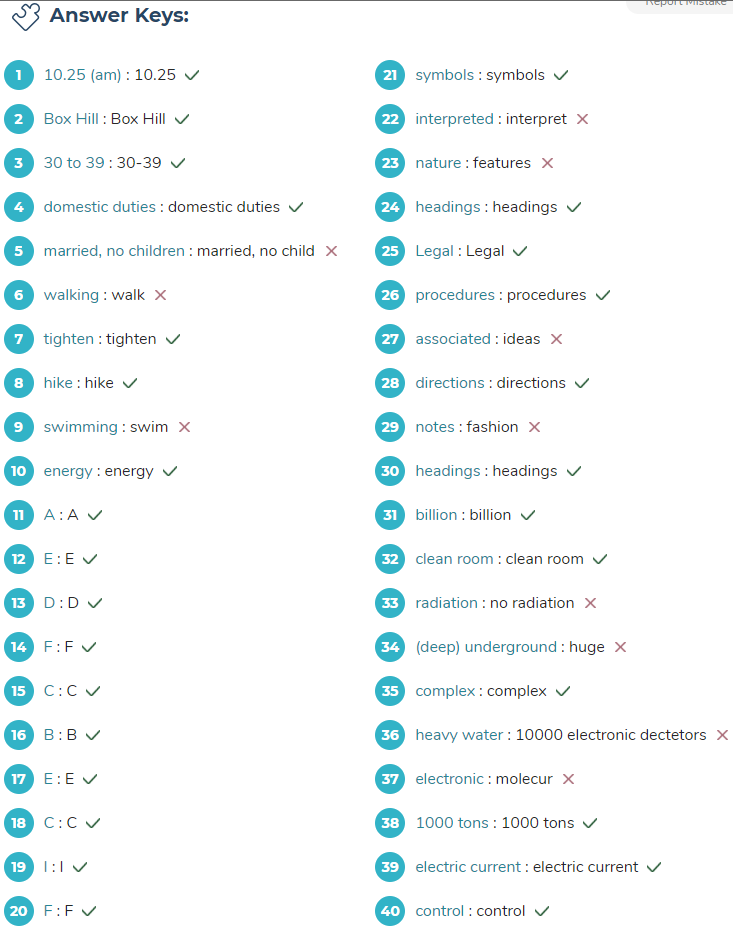 Report Mistake
Answer Keys:
1 10.25 (am) : 10.25 ✓
2 Box Hill : Box Hill ✓
3 30 to 39 : 30-39 ✓
4 domestic duties : domestic duties ✓
5 married, no children : married, no child ✕
6 walking : walk ✕
7 tighten : tighten ✓
8 hike : hike ✓
9 swimming : swim ✕
10 energy : energy ✓
11 A : A ✓
12 E : E ✓
13 D : D ✓
14 F : F ✓
15 C : C ✓
16 B : B ✓
17 E : E ✓
18 C : C ✓
19 I : I ✓
20 F : F ✓
21 symbols : symbols ✓
22 interpreted : interpret ✕
23 nature : features ✕
24 headings : headings ✓
25 Legal : Legal ✓
26 procedures : procedures ✓
27 associated : ideas ✕
28 directions : directions ✓
29 notes : fashion ✕
30 headings : headings ✓
31 billion : billion ✓
32 clean room : clean room ✓
33 radiation : no radiation ✕
34 (deep) underground : huge ✕
35 complex : complex ✓
36 heavy water : 10000 electronic dectetors ✕
37 electronic : molecur ✕
38 1000 tons : 1000 tons ✓
39 electric current : electric current ✓
40 control : control ✓